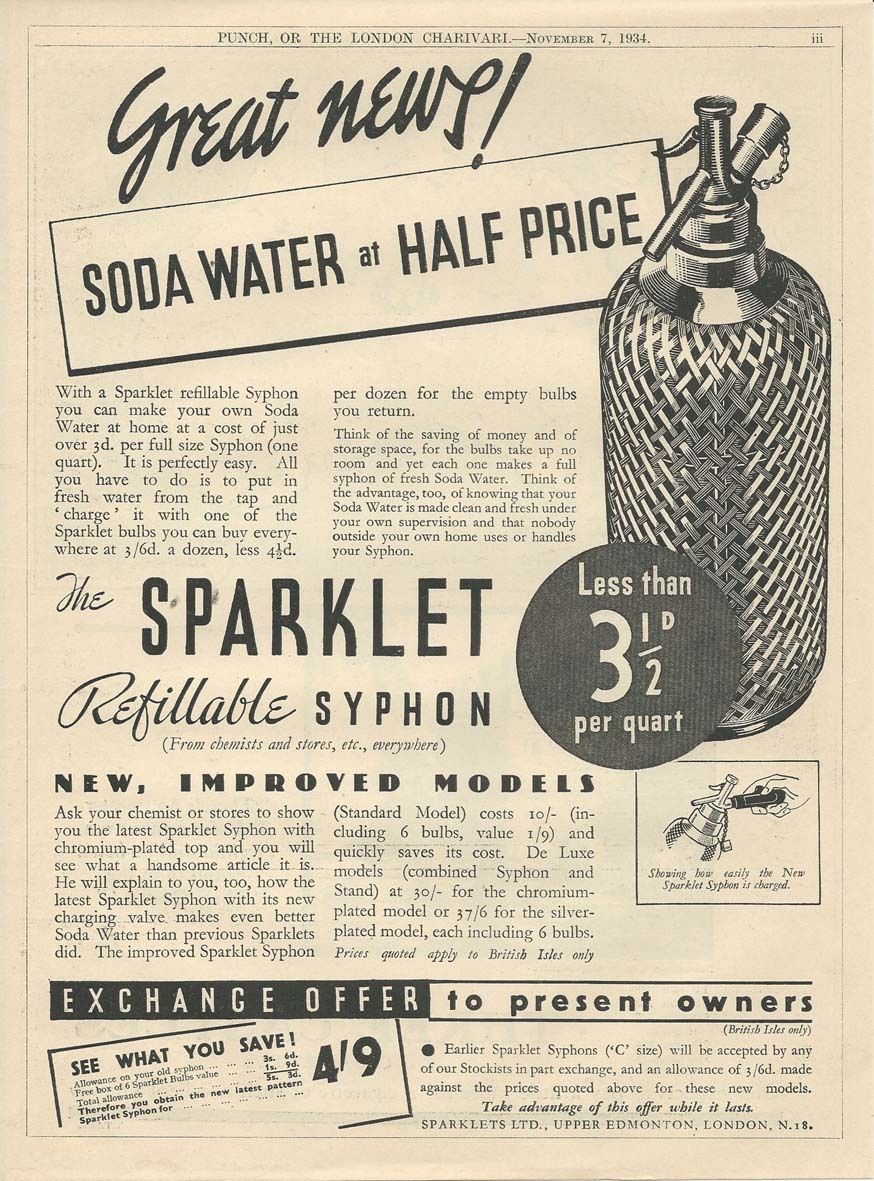 PUNCH, OR THE LONDON CHARIVARI.—NOVEMBER 7, 1934.
iii
Great news!
SODA WATER at HALF PRICE
With a Sparklet refillable Syphon
you can make your own Soda
Water at home at a cost of just
over 3d. per full size Syphon (one
quart). It is perfectly easy. All
you have to do is to put in
fresh water from the tap and
‘charge’ it with one of the
Sparklet bulbs you can buy every-
where at 3/6d. a dozen, less 4½d.
per dozen for the empty bulbs
you return.
Think of the saving of money and of
storage space, for the bulbs take up no
room and yet each one makes a full
syphon of fresh Soda Water. Think of
the advantage, too, of knowing that your
Soda Water is made clean and fresh under
your own supervision and that nobody
outside your own home uses or handles
your Syphon.
The SPARKLET
Refillable SYPHON
(From chemists and stores, etc., everywhere)
Less than
3½D
per quart
NEW, IMPROVED MODELS
Ask your chemist or stores to show
you the latest Sparklet Syphon with
chromium-plated top and you will
see what a handsome article it is.
He will explain to you, too, how the
latest Sparklet Syphon with its new
charging valve makes even better
Soda Water than previous Sparklets
did. The improved Sparklet Syphon
(Standard Model) costs 10/- (in-
cluding 6 bulbs, value 1/9) and
quickly saves its cost. De Luxe
models (combined Syphon and
Stand) at 30/- for the chromium-
plated model or 37/6 for the silver-
plated model, each including 6 bulbs.
Prices quoted apply to British Isles only
Showing how easily the New
Sparklet Syphon is charged.
EXCHANGE OFFER to present owners
(British Isles only)
SEE WHAT YOU SAVE!
Allowance on your old syphon ... ... ... 3s. 6d.
Free box of 6 Sparklet Bulbs value ... ... 1s. 9d.
Total allowance ... ... ... ... 5s. 3d.
Therefore you obtain the new latest pattern
Sparklet Syphon for ... ... ... ... ... ...
4/9
● Earlier Sparklet Syphons (‘C’ size) will be accepted by any
of our Stockists in part exchange, and an allowance of 3/6d. made
against the prices quoted above for these new models.
Take advantage of this offer while it lasts.
SPARKLETS LTD., UPPER EDMONTON, LONDON, N.18.